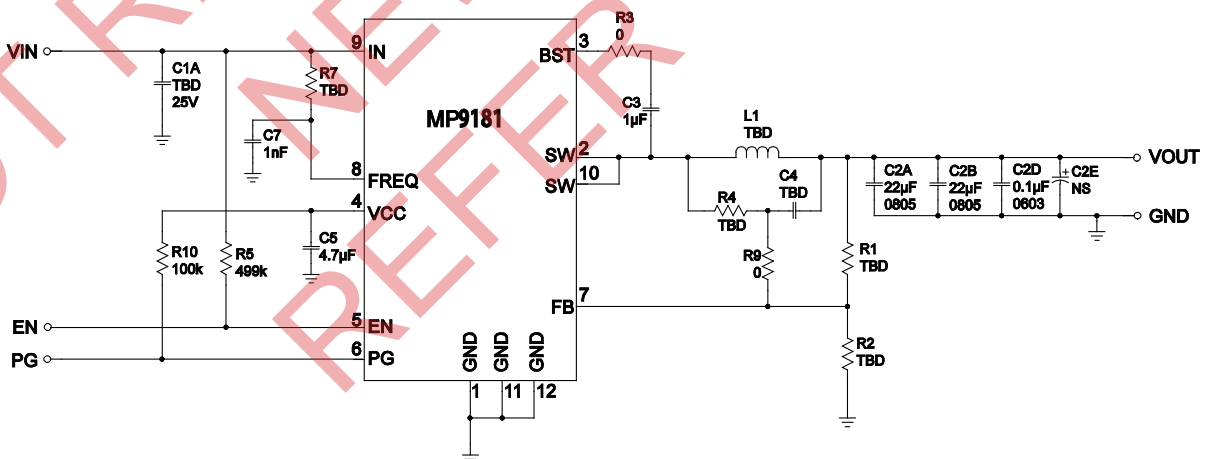 R3
0
VIN
9
IN
BST
3
C1A
TBD
25V
R7
TBD
MP9181
C3
1µF
L1
TBD
C7
1nF
SW
2
VOUT
8
FREQ
SW
10
C4
TBD
C2A
22µF
0805
C2B
22µF
0805
C2D
0.1µF
0603
+
C2E
NS
4
VCC
R4
TBD
GND
R10
100k
R5
499k
C5
4.7µF
R9
0
R1
TBD
FB
7
EN
5
EN
PG
6
PG
GND
GND
GND
R2
TBD
1
11
12
REFER